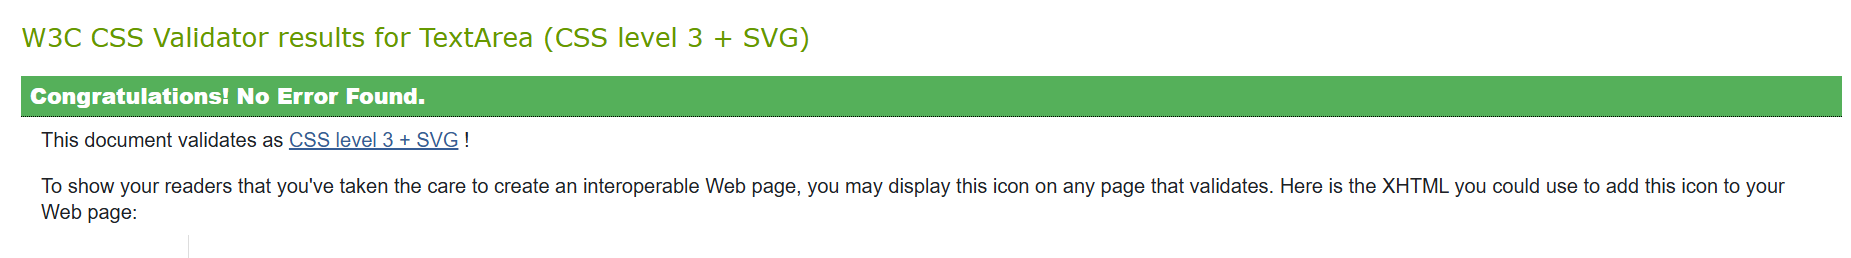 W3C CSS Validator results for TextArea (CSS level 3 + SVG)
Congratulations! No Error Found.
This document validates as CSS level 3 + SVG !
To show your readers that you've taken the care to create an interoperable Web page, you may display this icon on any page that validates. Here is the XHTML you could use to add this icon to your
Web page: